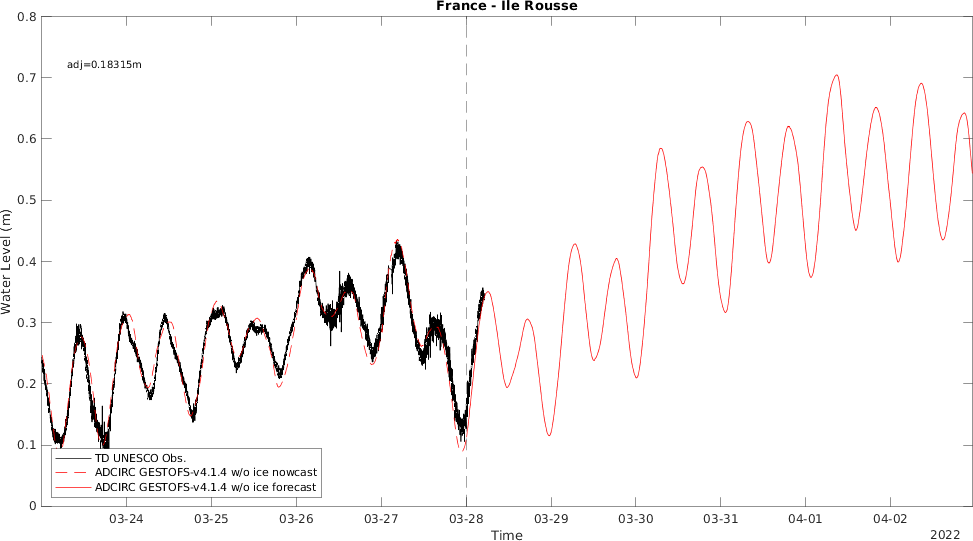 France - Ile Rousse
0.8
0.7
0.6
0.5
0.4
0.3
0.2
0.1
0
Water Level (m)
adj=0.18315m
TD UNESCO Obs.
ADCIRC GESTOFS-v4.1.4 w/o ice nowcast
ADCIRC GESTOFS-v4.1.4 w/o ice forecast
03-24 03-25 03-26 03-27 03-28 03-29 03-30 03-31 04-01 04-02
Time
2022